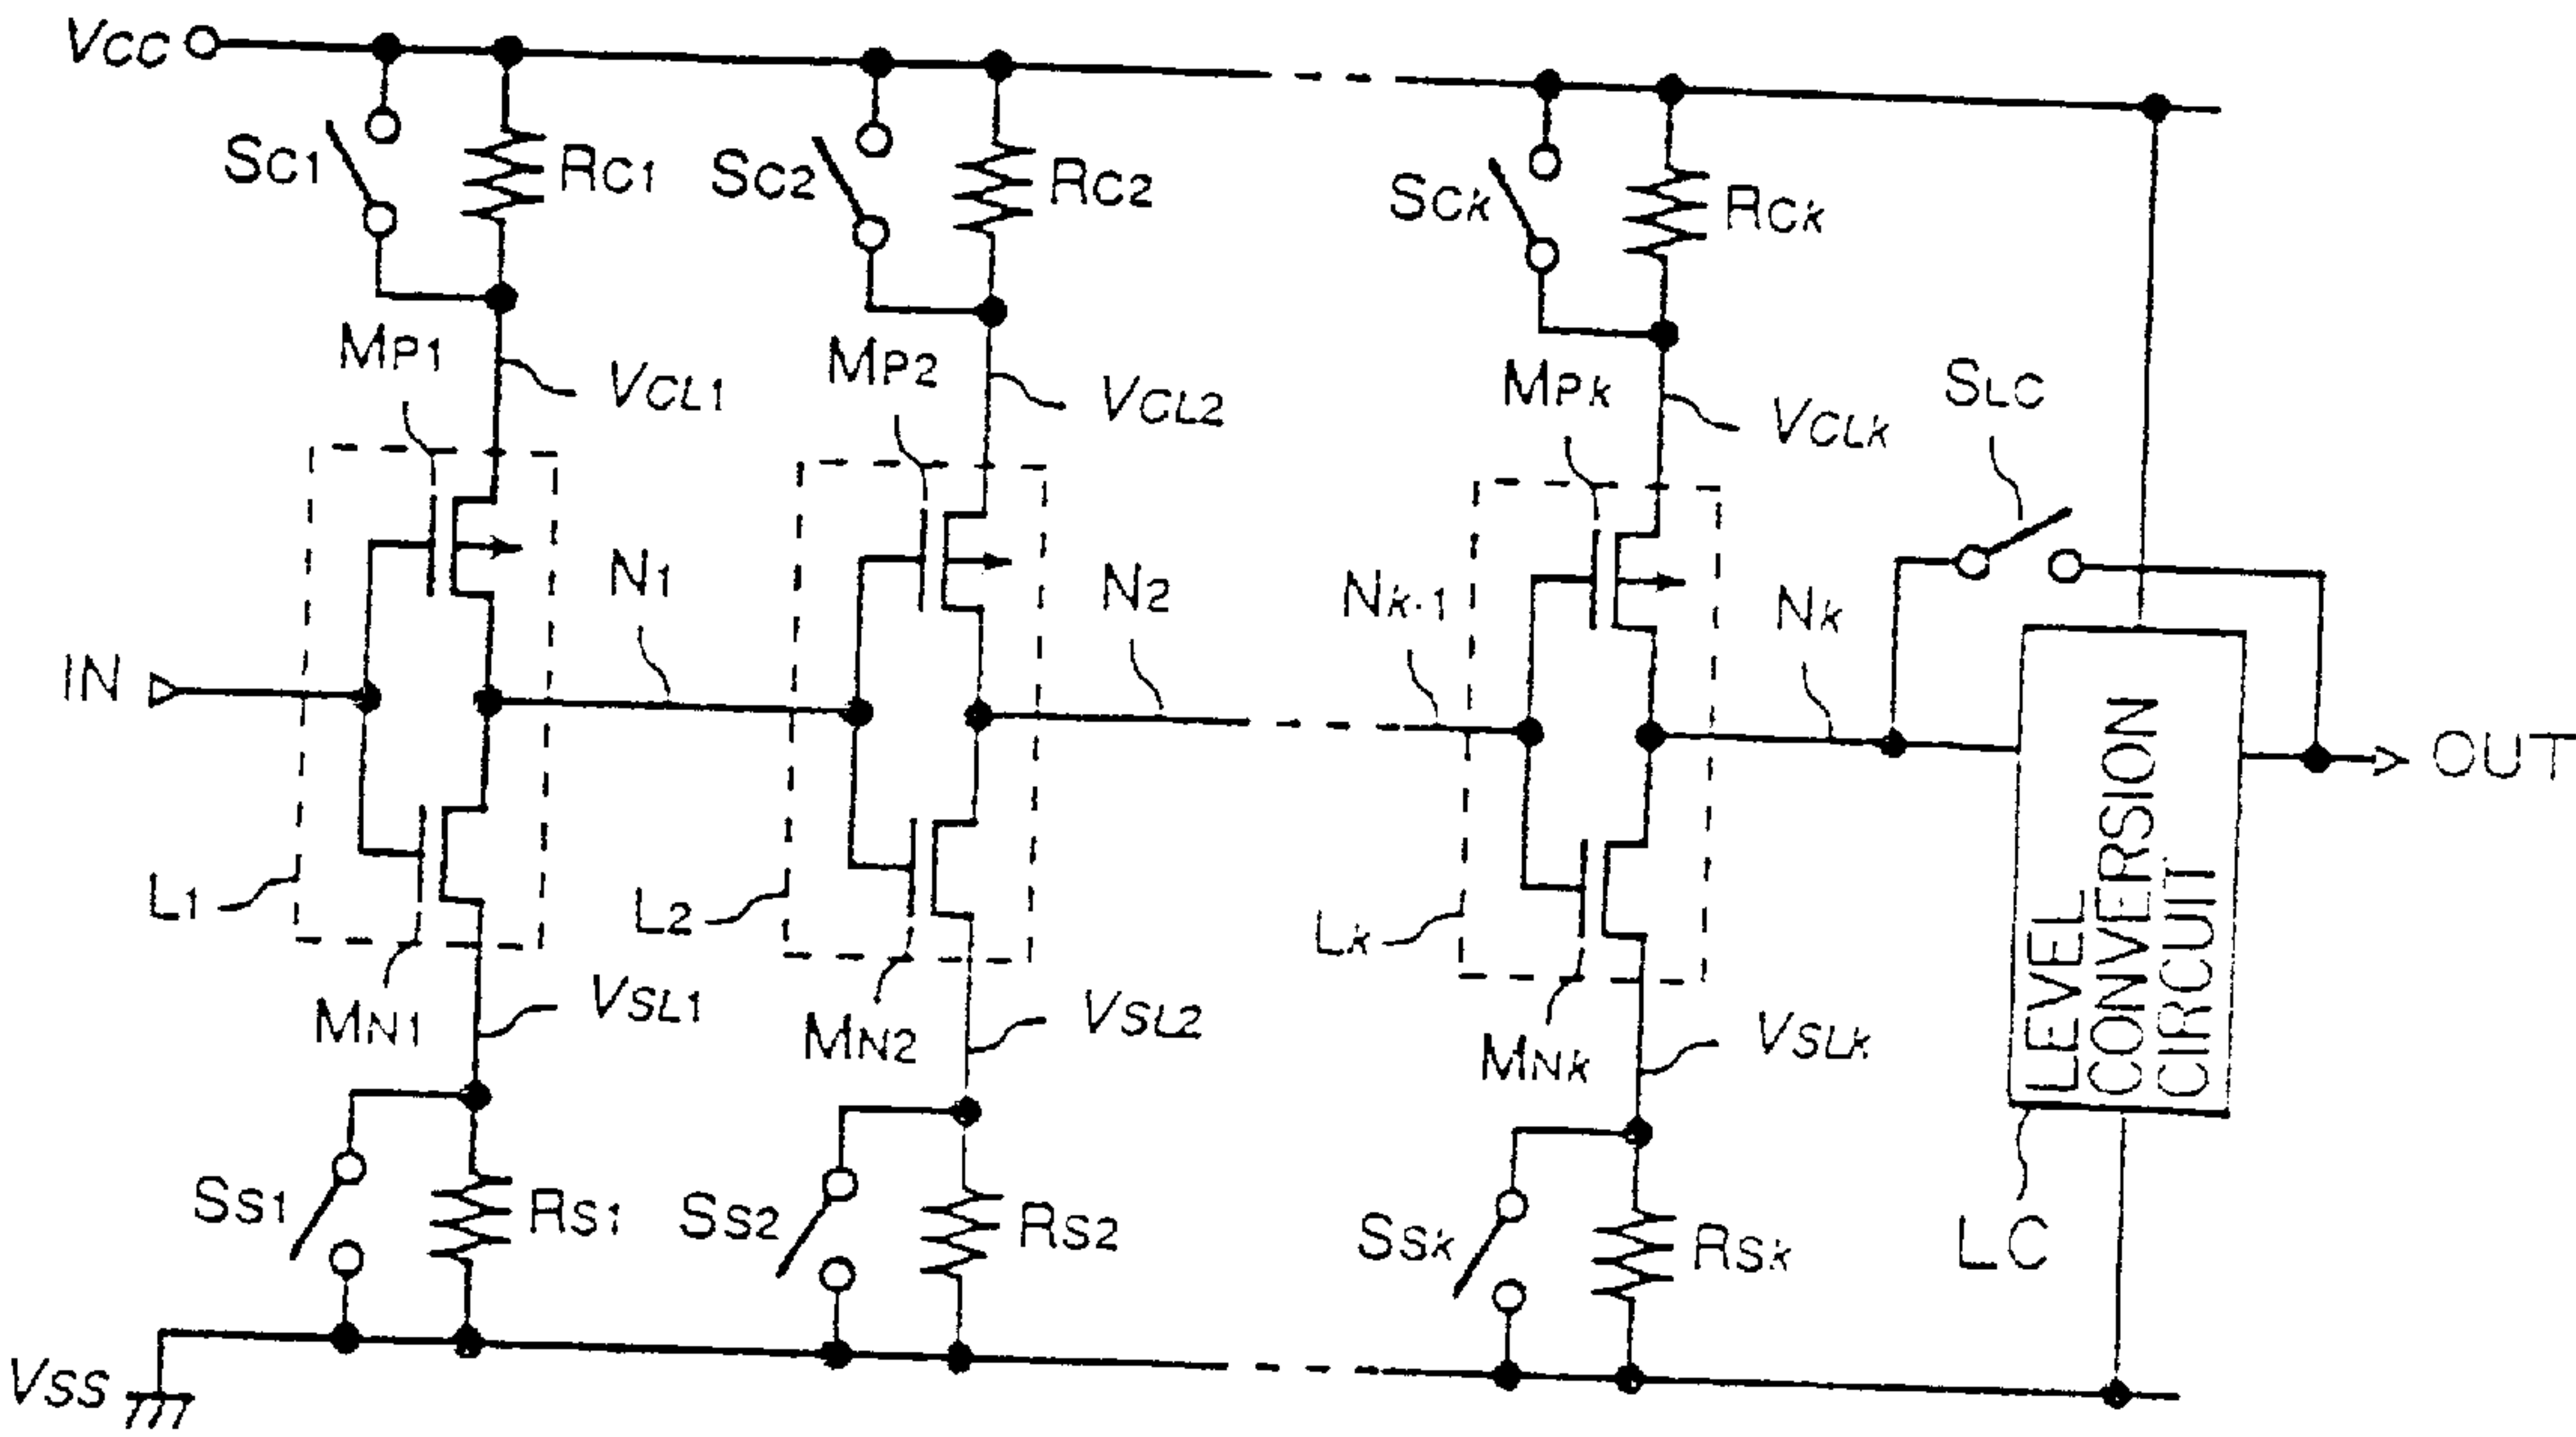 VCC
SC1
RC1
SC2
RC2
SCk
RCk
MP1
VCL1
MP2
VCL2
MPk
VCLk
SLC
N1
N2
Nk-1
Nk
IN
OUT
LEVEL
CONVERSION
CIRCUIT
L1
L2
Lk
MN1
VSL1
MN2
VSL2
MNk
VSLk
SS1
RS1
SS2
RS2
SSk
RSk
LC
VSS